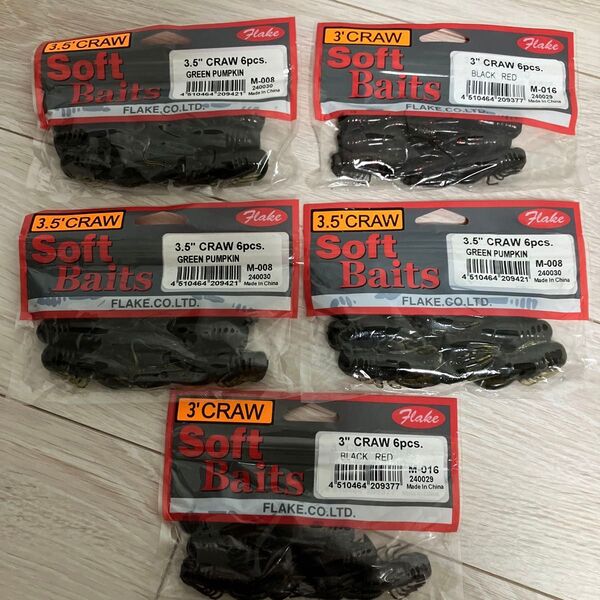 3.5' CRAW
Flake
Soft
Baits
3.5" CRAW 6pcs.
GREEN PUMPKIN
M-008
240030
4 510464 209421
Made In China
FLAKE.CO.LTD.
3' CRAW
Flake
Soft
Baits
3" CRAW 6pcs.
BLACK RED
M-016
240029
4 510464 209377
Made In China
FLAKE.CO.LTD.
3.5' CRAW
Flake
Soft
Baits
3.5" CRAW 6pcs.
GREEN PUMPKIN
M-008
240030
4 510464 209421
Made In China
FLAKE.CO.LTD.
3.5' CRAW
Flake
Soft
Baits
3.5" CRAW 6pcs.
GREEN PUMPKIN
M-008
240030
4 510464 209421
Made In China
FLAKE.CO.LTD.
3' CRAW
Flake
Soft
Baits
3" CRAW 6pcs.
BLACK RED
M-016
240029
4 510464 209377
Made In China
FLAKE.CO.LTD.